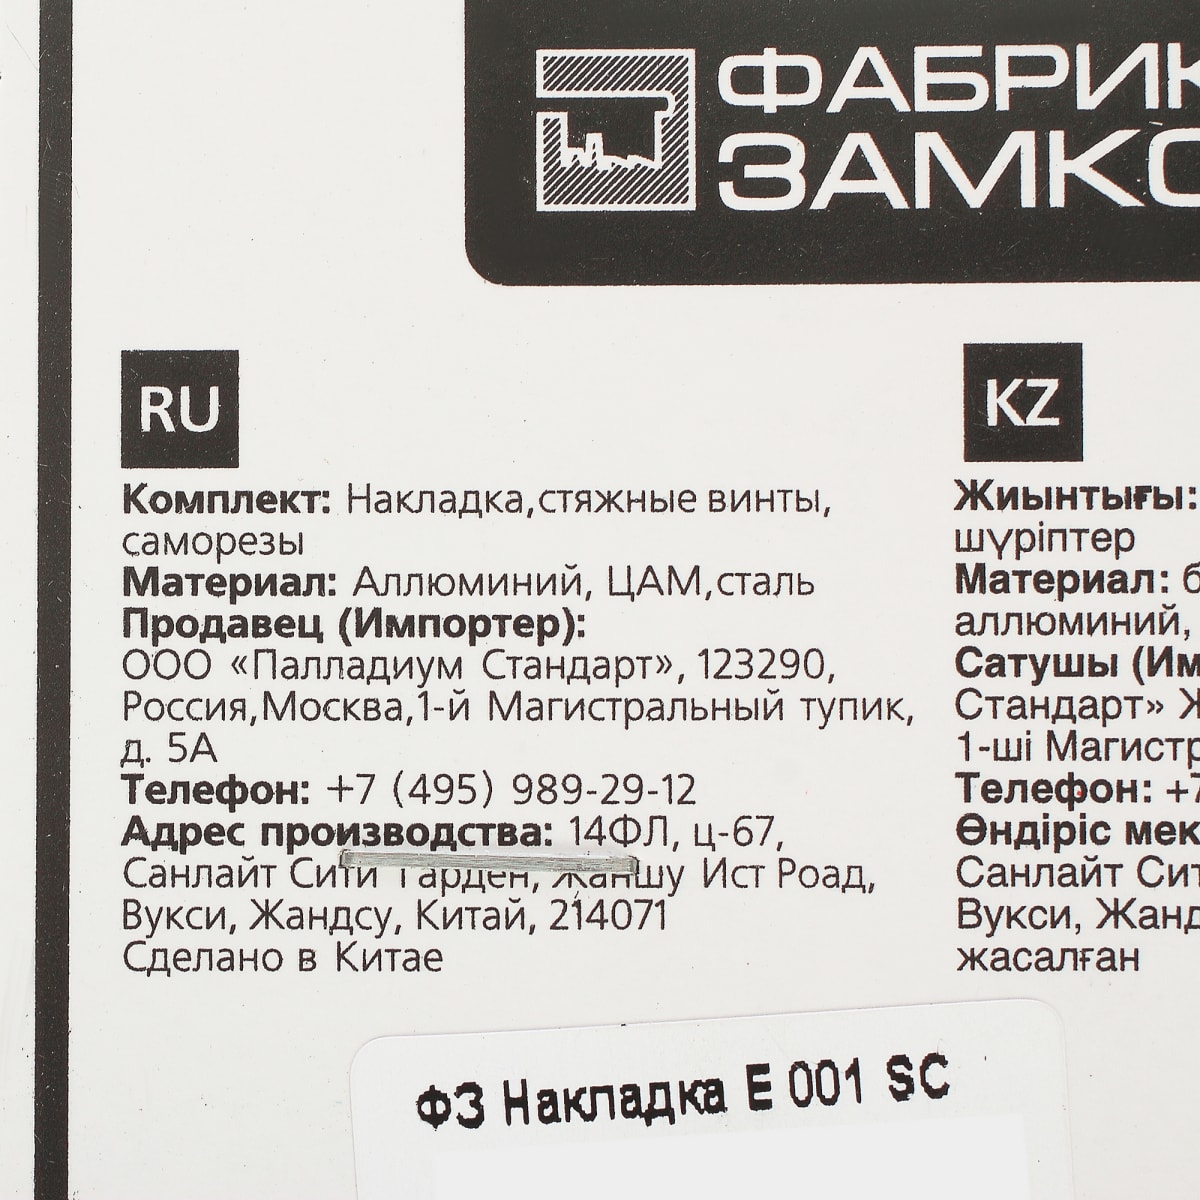 ФАБРИК
ЗАМКО
RU
Комплект: Накладка,стяжные винты,
саморезы
Материал: Аллюминий, ЦАМ,сталь
Продавец (Импортер):
ООО «Палладиум Стандарт», 123290,
Россия,Москва,1-й Магистральный тупик,
д. 5А
Телефон: +7 (495) 989-29-12
Адрес производства: 14ФЛ, ц-67,
Санлайт Сити Гарден, Жаншу Ист Роад,
Вукси, Жандсу, Китай, 214071
Сделано в Китае
KZ
Жиынтығы:
шүріптер
Материал: б
аллюминий,
Сатушы (Им
Стандарт» Ж
1-ші Магистр
Телефон: +7
Өндіріс мек
Санлайт Сит
Вукси, Жанд
жасалған
ФЗ Накладка E 001 SC